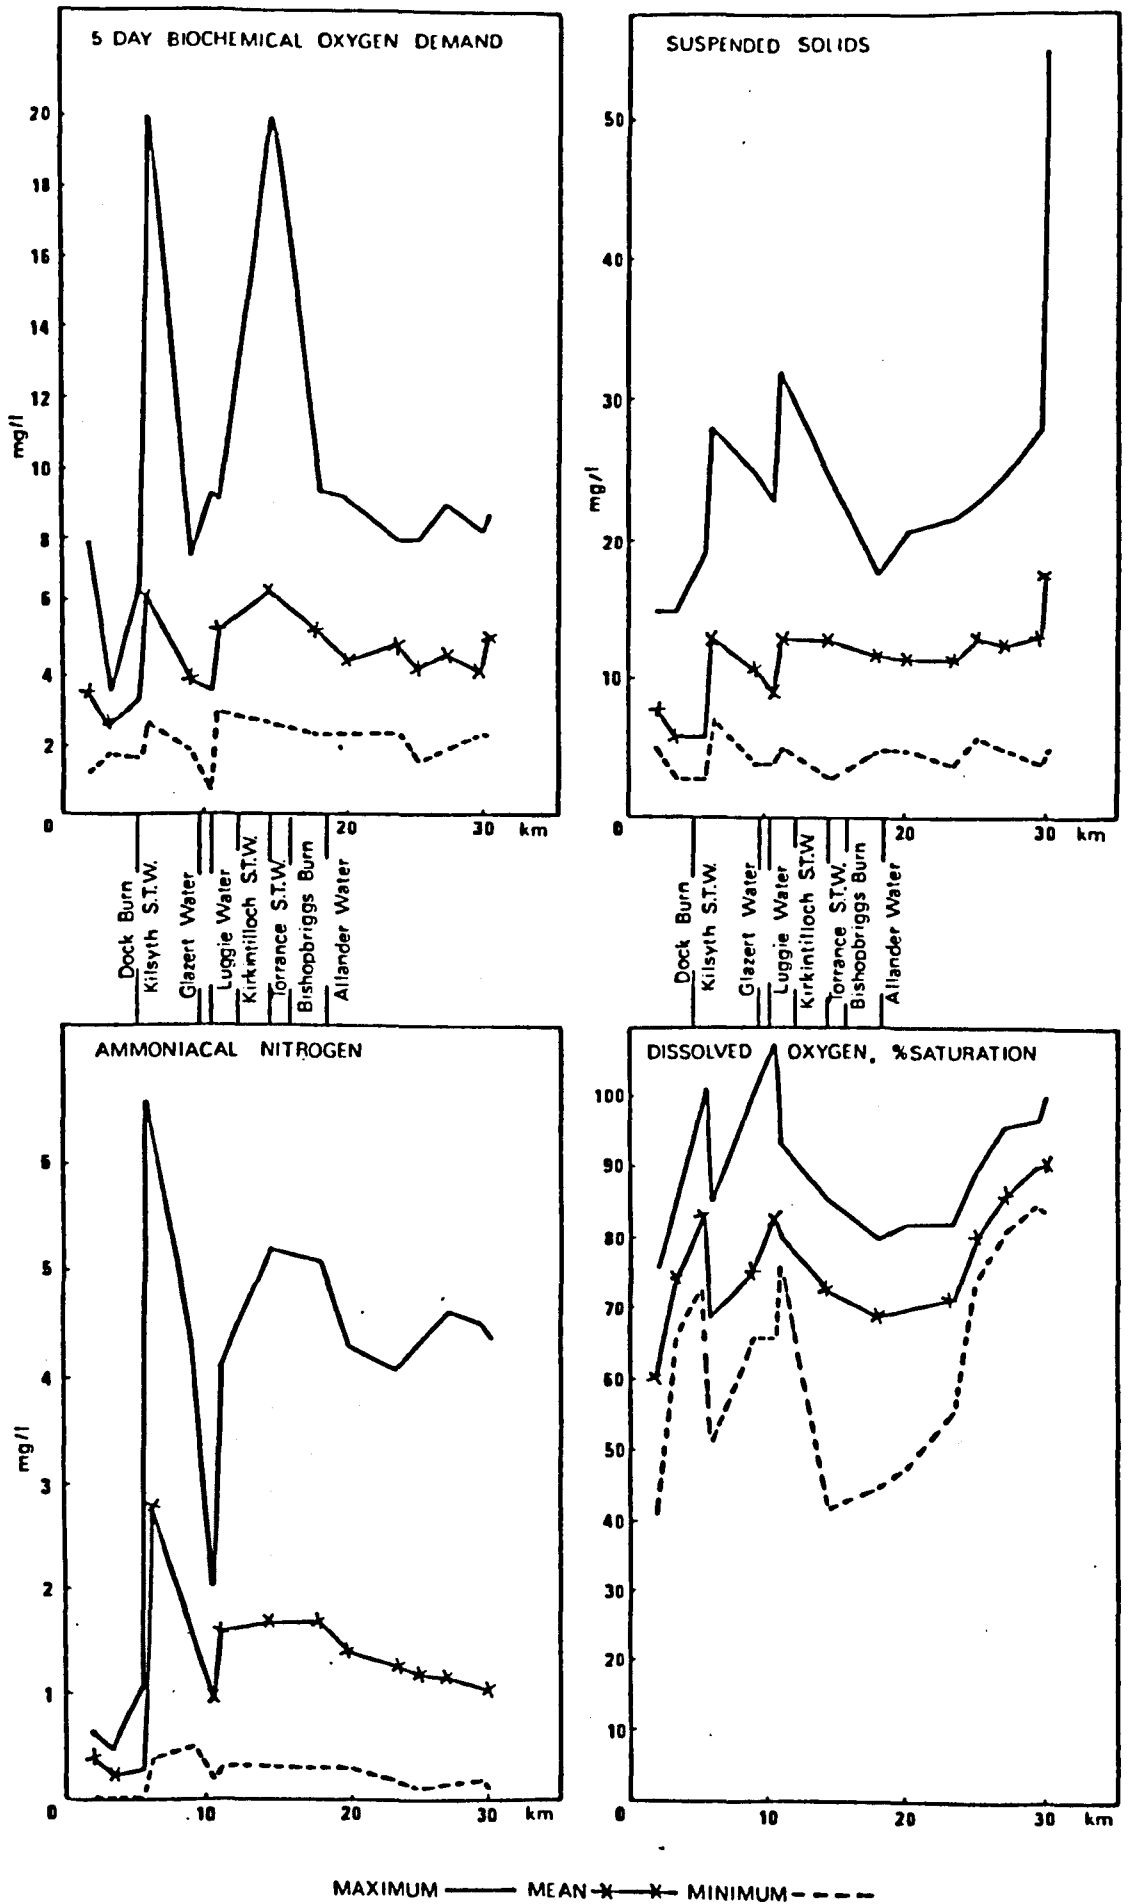 5 DAY BIOCHEMICAL OXYGEN DEMAND
20
18
16
14
12
10
8
6
4
2
mg/l
0
20
30
km
SUSPENDED SOLIDS
50
40
30
20
10
mg/l
0
20
30
km
Dock Burn
Kilsyth S.T.W.
Glazert Water
Luggie Water
Kirkintilloch S.T.W.
Torrance S.T.W.
Bishopbriggs Burn
Allander Water
Dock Burn
Kilsyth S.T.W.
Glazert Water
Luggie Water
Kirkintilloch S.T.W
Torrance S.T.W.
Bishopbriggs Burn
Allander Water
AMMONIACAL NITROGEN
5
4
3
2
1
mg/l
0
10
20
30
km
DISSOLVED OXYGEN, %SATURATION
100
90
80
70
60
50
40
30
20
10
0
10
20
30
km
MAXIMUM MEAN MINIMUM